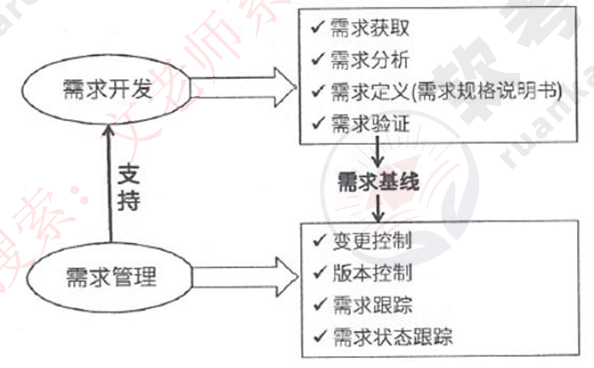 需求开发
✓ 需求获取
✓ 需求分析
✓ 需求定义(需求规格说明书)
✓ 需求验证
支持
需求基线
需求管理
✓ 变更控制
✓ 版本控制
✓ 需求跟踪
✓ 需求状态跟踪
搜索：文老师
软考
ruanka